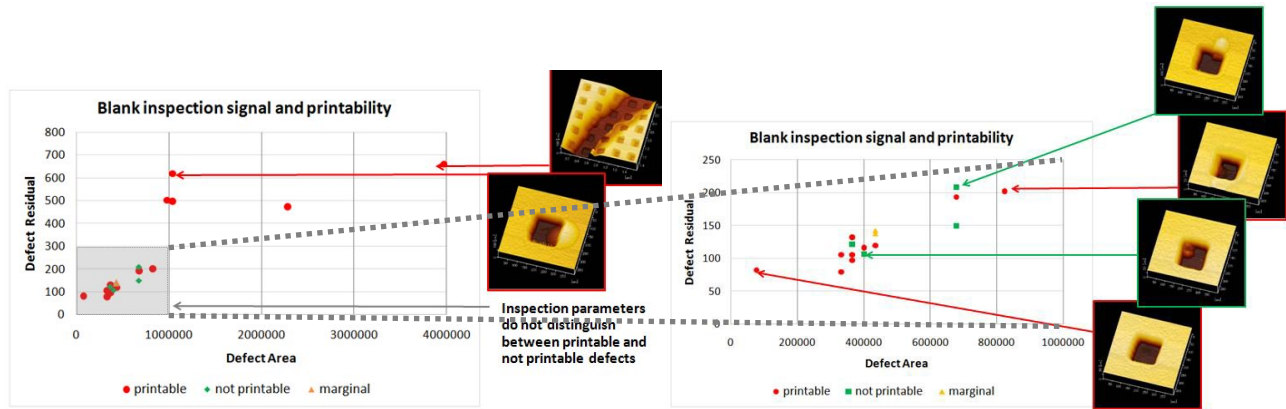 Blank inspection signal and printability
800
700
600
500
400
300
200
100
0
Defect Residual
0 1000000 2000000 3000000 4000000
Defect Area
printable not printable marginal
Inspection parameters
do not distinguish
between printable and
not printable defects
Blank inspection signal and printability
250
200
150
100
50
0
Defect Residual
0 200000 400000 600000 800000 1000000
Defect Area
printable not printable marginal